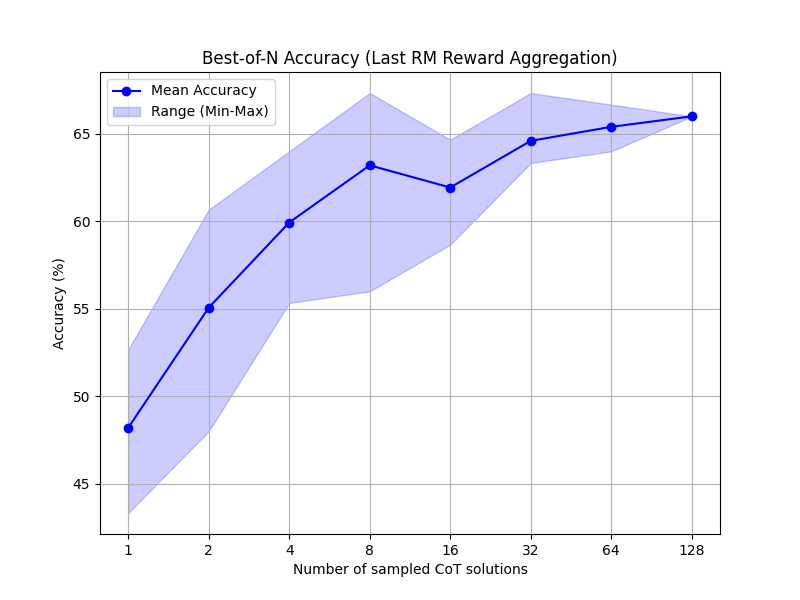 Best-of-N Accuracy (Last RM Reward Aggregation)
Mean Accuracy
Range (Min-Max)
Accuracy (%)
65
60
55
50
45
1 2 4 8 16 32 64 128
Number of sampled CoT solutions